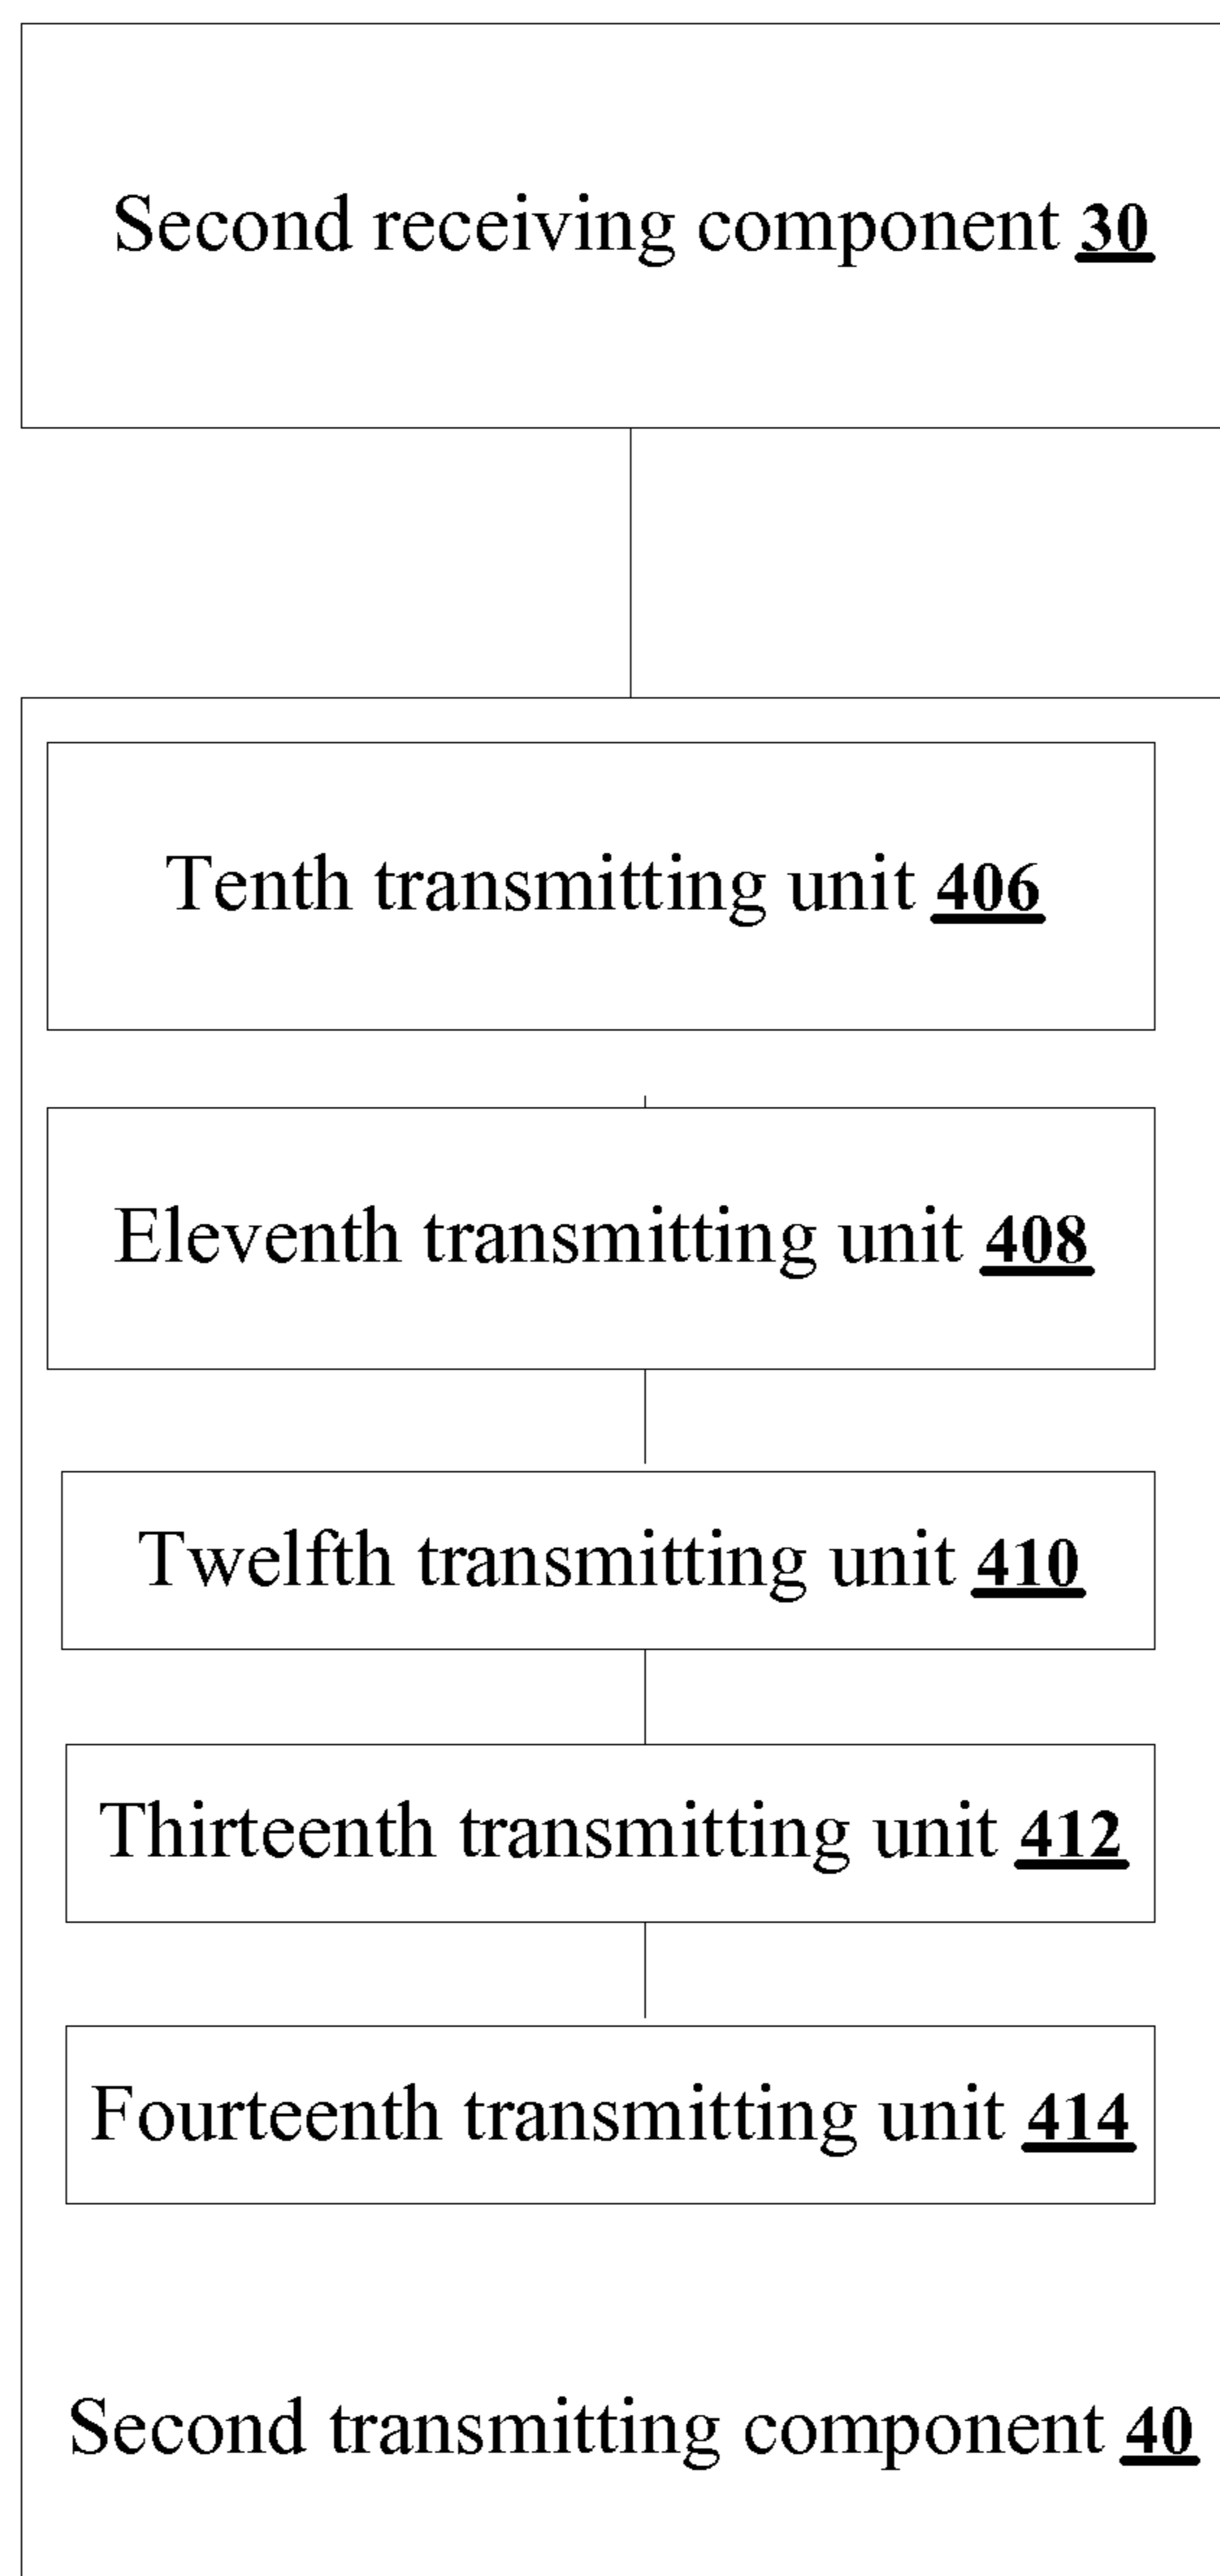 Second receiving component 30
Tenth transmitting unit 406
Eleventh transmitting unit 408
Twelfth transmitting unit 410
Thirteenth transmitting unit 412
Fourteenth transmitting unit 414
Second transmitting component 40